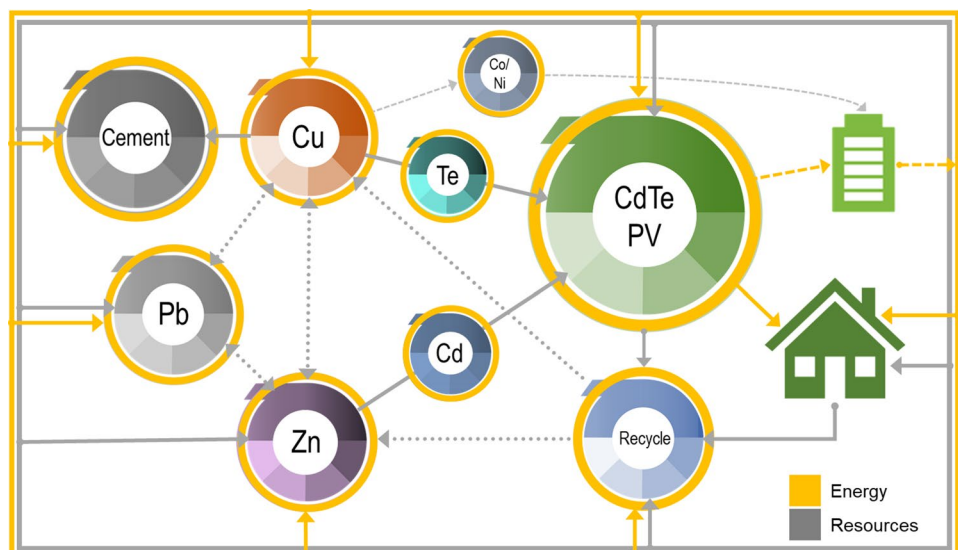 Co/
Ni
Cement
Cu
Te
CdTe
PV
Pb
Cd
Zn
Recycle
Energy
Resources